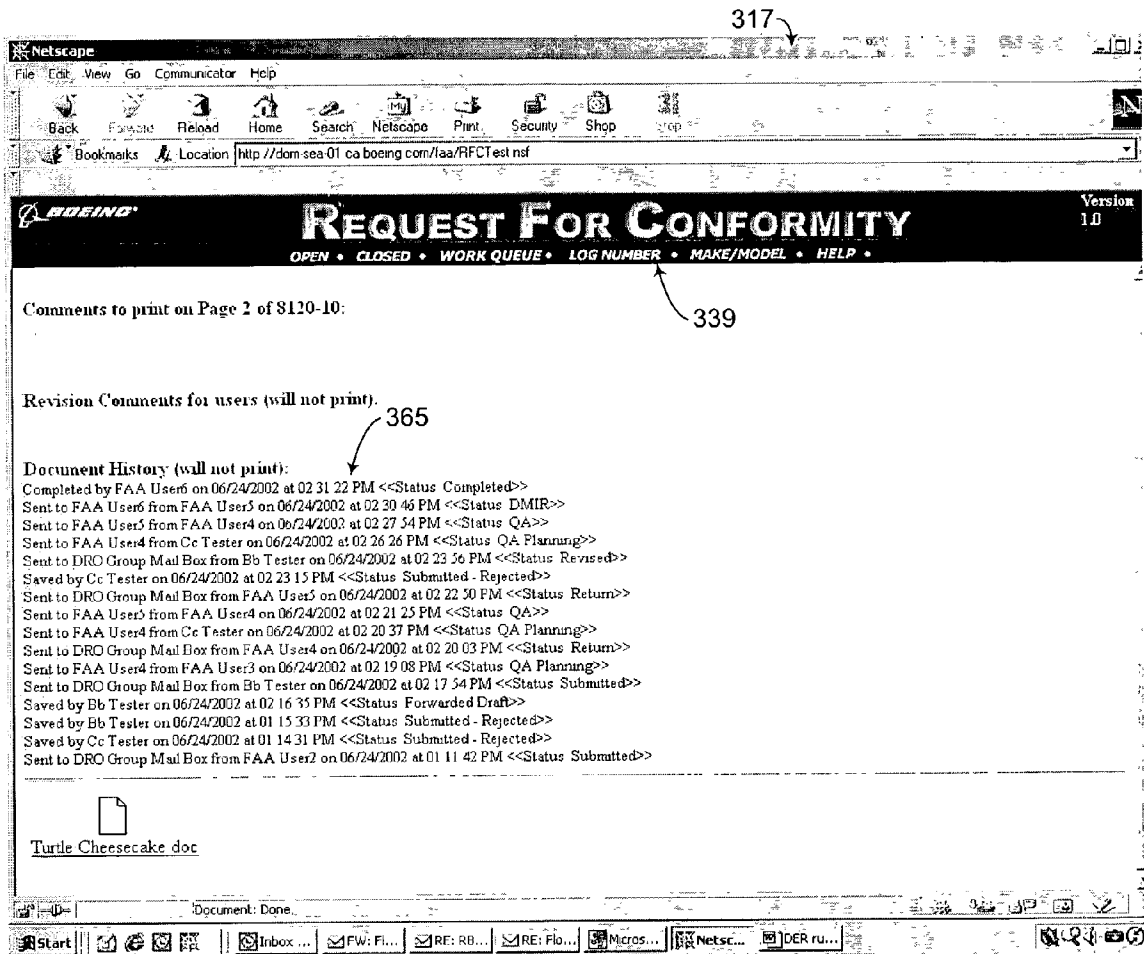 317
Netscape
File Edit View Go Communicator Help
Back Forward Reload Home Search Netscape Print Security Shop Stop
Bookmarks Location http //dom-sea-01 ca boeing com/faa/RFCTest nsf
BOEING
REQUEST FOR CONFORMITY
Version 1.0
OPEN • CLOSED • WORK QUEUE • LOG NUMBER • MAKE/MODEL • HELP •
339
Comments to print on Page 2 of 8120-10:
Revision Comments for users (will not print).
365
Document History (will not print):
Completed by FAA User6 on 06/24/2002 at 02 31 22 PM <<Status Completed>>
Sent to FAA User6 from FAA User5 on 06/24/2002 at 02 30 46 PM <<Status DMIR>>
Sent to FAA User5 from FAA User4 on 06/24/2002 at 02 27 54 PM <<Status QA>>
Sent to FAA User4 from Cc Tester on 06/24/2002 at 02 26 26 PM <<Status QA Planning>>
Sent to DRO Group Mail Box from Bb Tester on 06/24/2002 at 02 23 56 PM <<Status Revised>>
Saved by Cc Tester on 06/24/2002 at 02 23 15 PM <<Status Submitted - Rejected>>
Sent to DRO Group Mail Box from FAA User5 on 06/24/2002 at 02 22 50 PM <<Status Return>>
Sent to FAA User5 from FAA User4 on 06/24/2002 at 02 21 25 PM <<Status QA>>
Sent to FAA User4 from Cc Tester on 06/24/2002 at 02 20 37 PM <<Status QA Planning>>
Sent to DRO Group Mail Box from FAA User4 on 06/24/2002 at 02 20 03 PM <<Status Return>>
Sent to FAA User4 from FAA User3 on 06/24/2002 at 02 19 08 PM <<Status QA Planning>>
Sent to DRO Group Mail Box from Bb Tester on 06/24/2002 at 02 17 54 PM <<Status Submitted>>
Saved by Bb Tester on 06/24/2002 at 02 16 35 PM <<Status Forwarded Draft>>
Saved by Bb Tester on 06/24/2002 at 01 15 33 PM <<Status Submitted - Rejected>>
Saved by Cc Tester on 06/24/2002 at 01 14 31 PM <<Status Submitted - Rejected>>
Sent to DRO Group Mail Box from FAA User2 on 06/24/2002 at 01 11 42 PM <<Status Submitted>>
Turtle Cheesecake doc
Document: Done.
Start Inbox ... FW: Fi... RE: RB... RE: Flo... Micros... Netsc... DER ru...